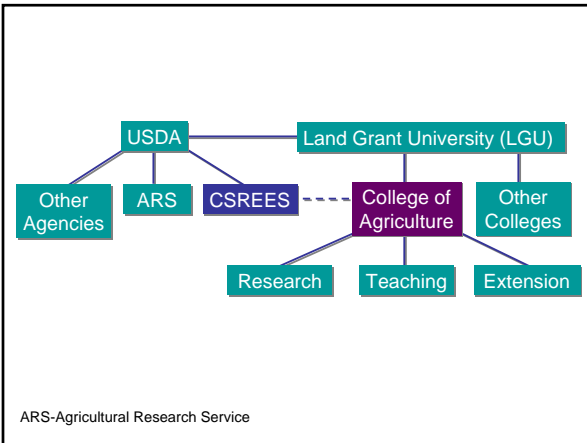 USDA
Land Grant University (LGU)
Other
Agencies
ARS
CSREES
College of
Agriculture
Other
Colleges
Research
Teaching
Extension
ARS-Agricultural Research Service